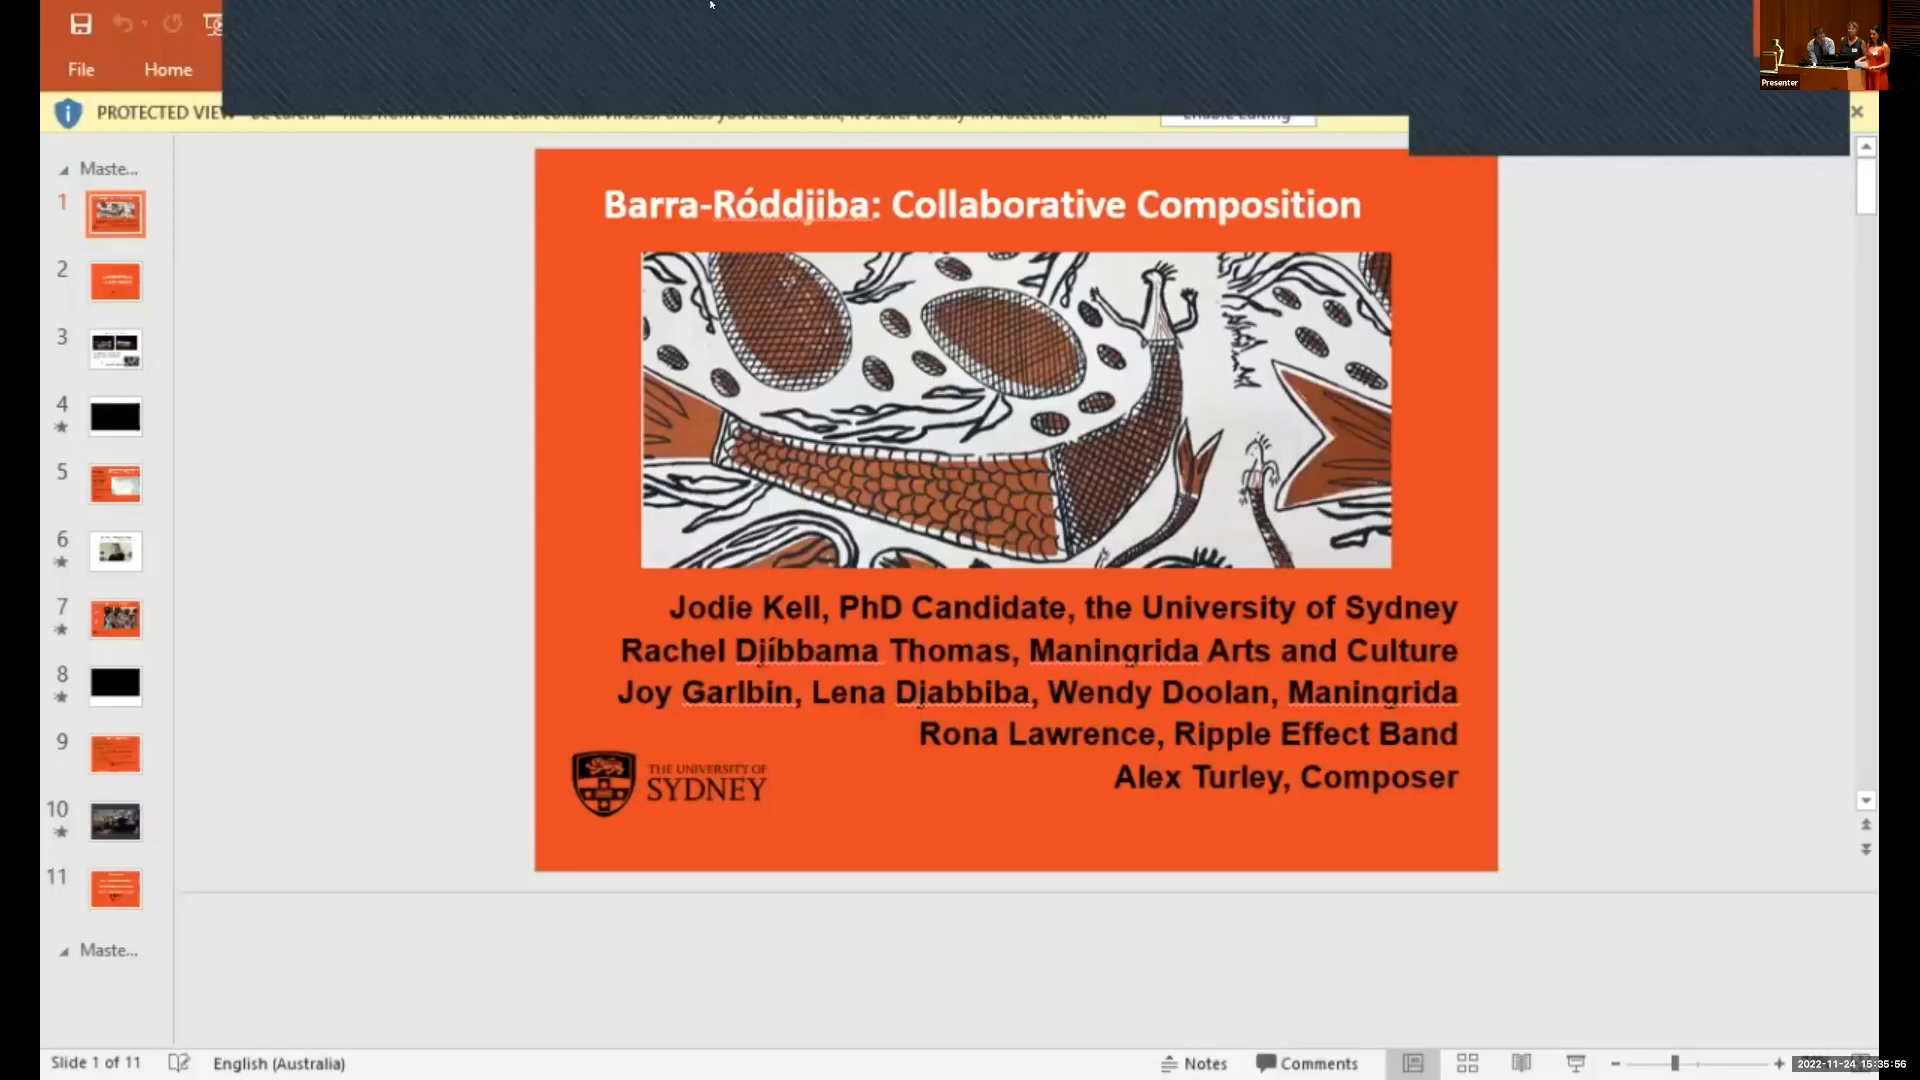 Presenter
File
Home
PROTECTED VIEW
Maste...
1
2
3
4
5
6
7
8
9
10
11
Maste...
Barra-Róddjiba: Collaborative Composition
Jodie Kell, PhD Candidate, the University of Sydney
Rachel Djíbbama Thomas, Maningrida Arts and Culture
Joy Garlbin, Lena Djabbiba, Wendy Doolan, Maningrida
Rona Lawrence, Ripple Effect Band
Alex Turley, Composer
THE UNIVERSITY OF
SYDNEY
Slide 1 of 11
English (Australia)
Notes
Comments
2022-11-24 15:35:56